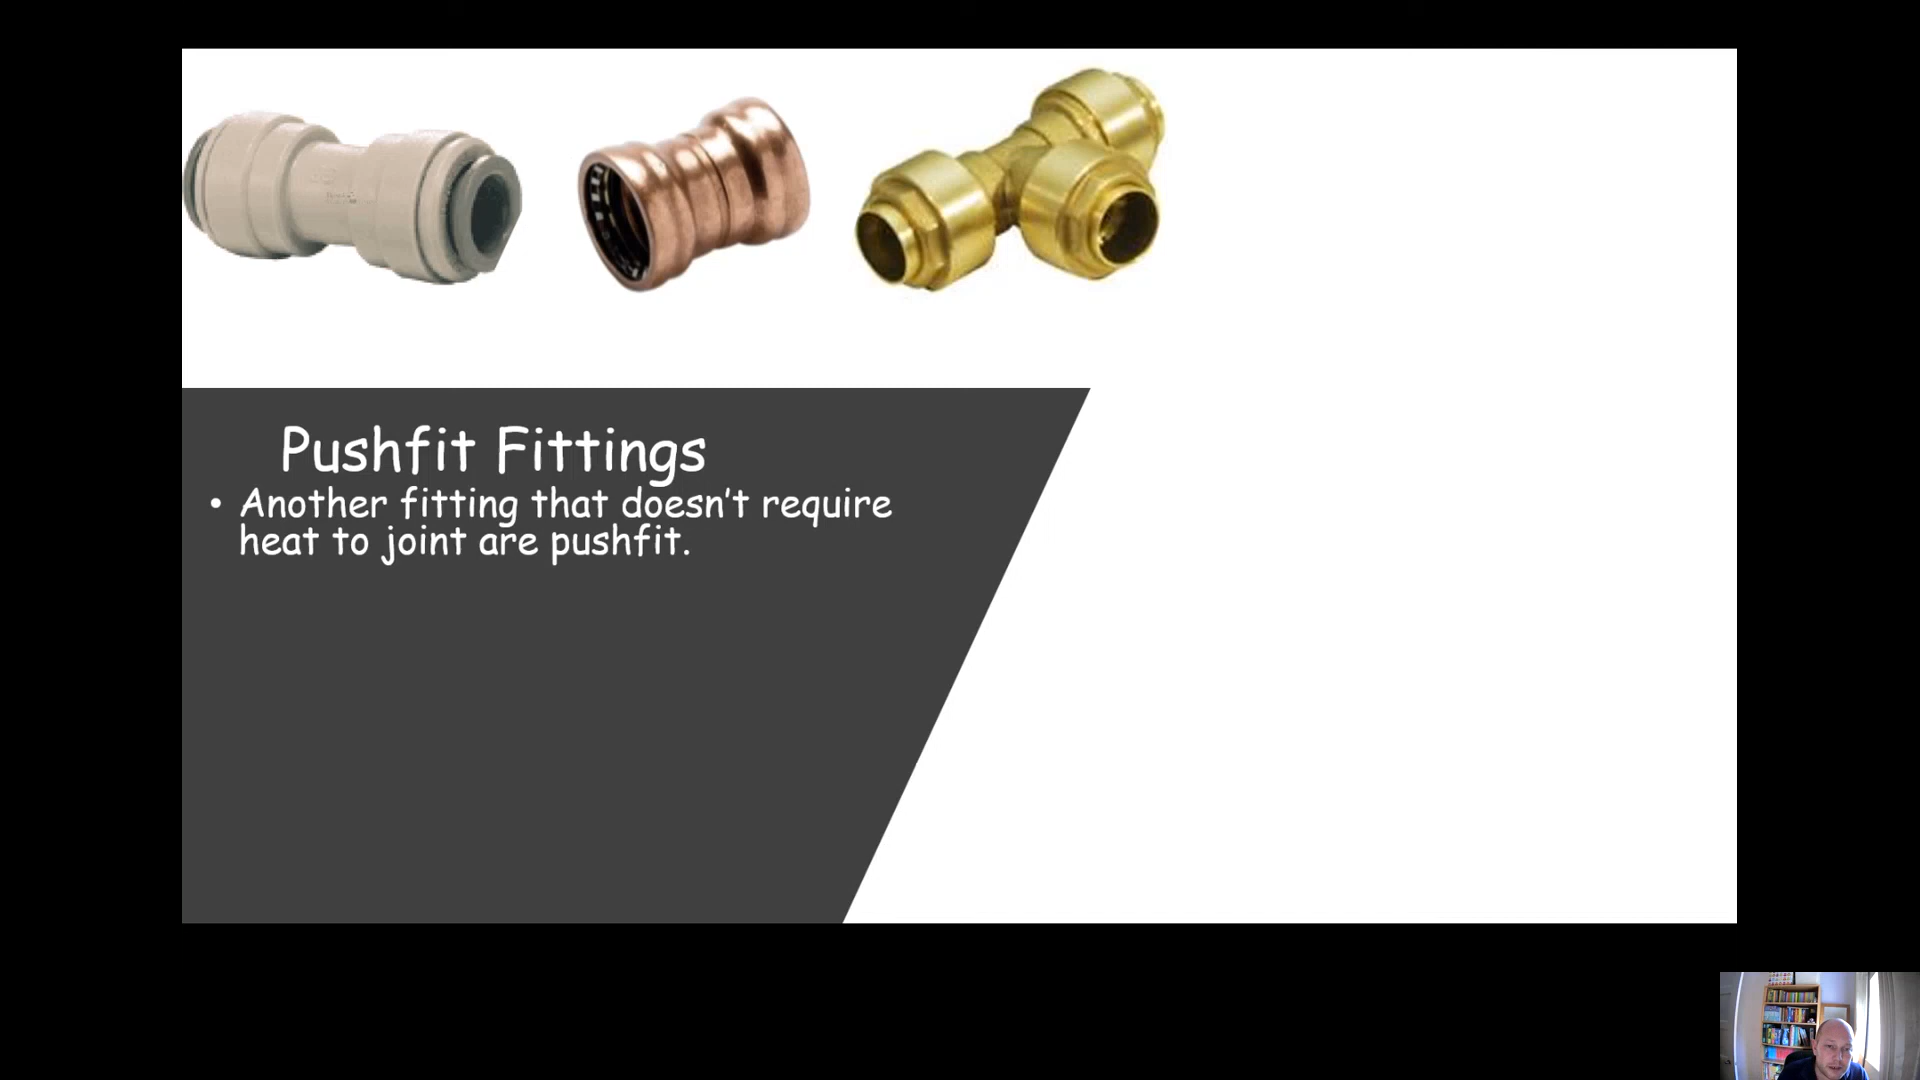 Pushfit Fittings
• Another fitting that doesn't require
heat to joint are pushfit.